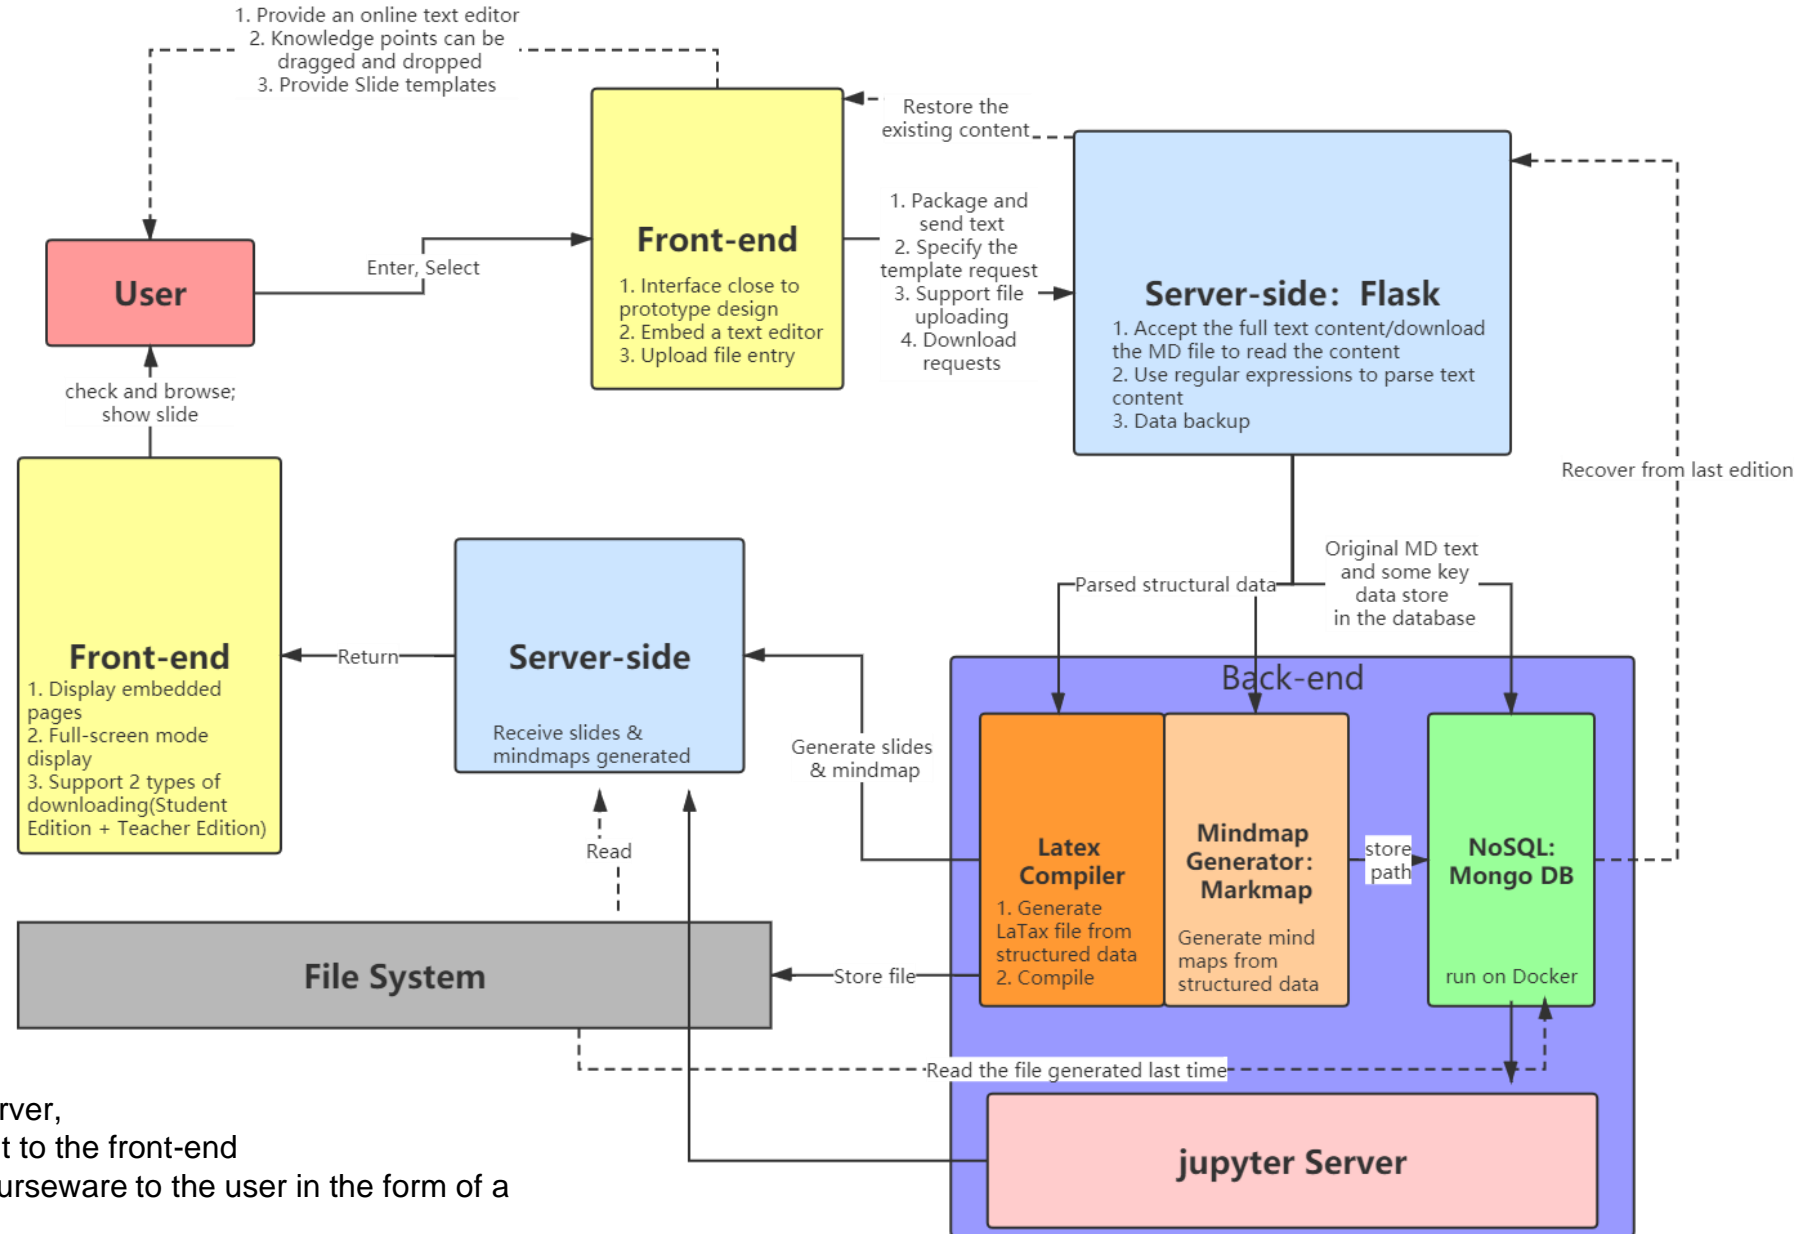 1. Provide an online text editor
2. Knowledge points can be
dragged and dropped
3. Provide Slide templates
Restore the
existing content
User
Enter, Select
Front-end
1. Interface close to
prototype design
2. Embed a text editor
3. Upload file entry
1. Package and
send text
2. Specify the
template request
3. Support file
uploading
4. Download
requests
Server-side: Flask
1. Accept the full text content/download
the MD file to read the content
2. Use regular expressions to parse text
content
3. Data backup
check and browse;
show slide
Recover from last edition
Parsed structural data
Original MD text
and some key
data store
in the database
Front-end
1. Display embedded
pages
2. Full-screen mode
display
3. Support 2 types of
downloading(Student
Edition + Teacher Edition)
Return
Server-side
Receive slides &
mindmaps generated
Generate slides
& mindmap
Back-end
Latex
Compiler
1. Generate
LaTax file from
structured data
2. Compile
Mindmap
Generator:
Markmap
Generate mind
maps from
structured data
store
path
NoSQL:
Mongo DB
run on Docker
Read
File System
Store file
Read the file generated last time
jupyter Server
rver,
t to the front-end
urseware to the user in the form of a